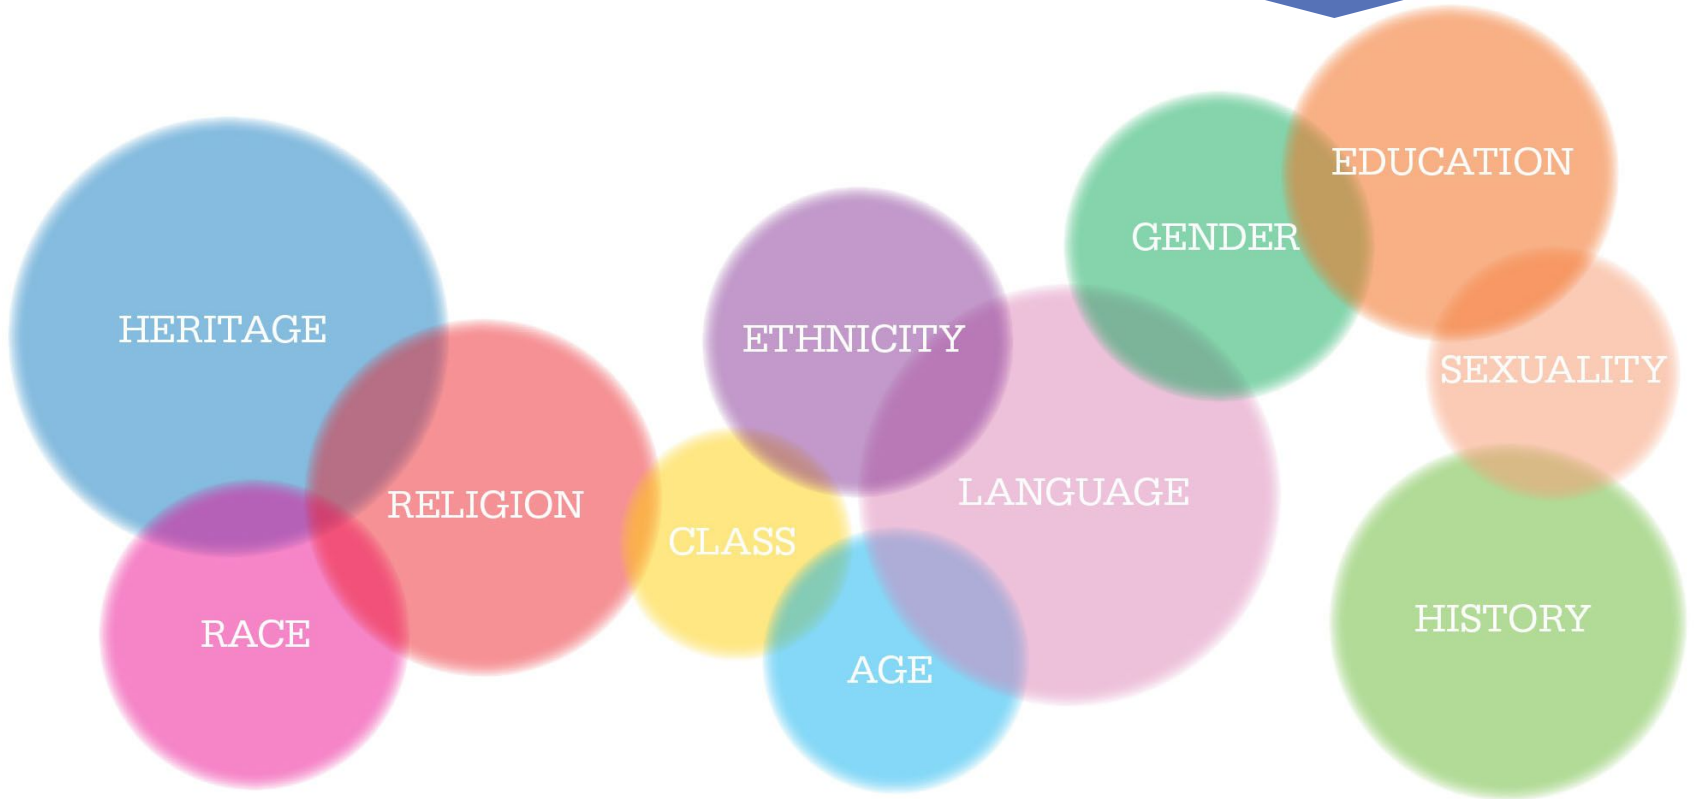 HERITAGE
RELIGION
RACE
CLASS
ETHNICITY
AGE
LANGUAGE
GENDER
EDUCATION
SEXUALITY
HISTORY